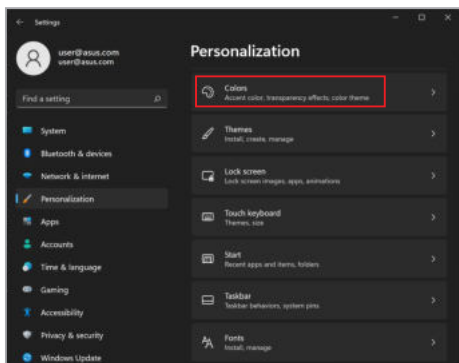 Settings
user@asus.com
user@asus.com
Find a setting
System
Bluetooth & devices
Network & internet
Personalization
Apps
Accounts
Time & language
Gaming
Accessibility
Privacy & security
Windows Update
Personalization
Colors
Accent color, transparency effects, color theme
Themes
Install, create, manage
Lock screen
Lock screen images, apps, animations
Touch keyboard
Themes, size
Start
Recent apps and items, folders
Taskbar
Taskbar behaviors, system pins
Fonts
Install, manage